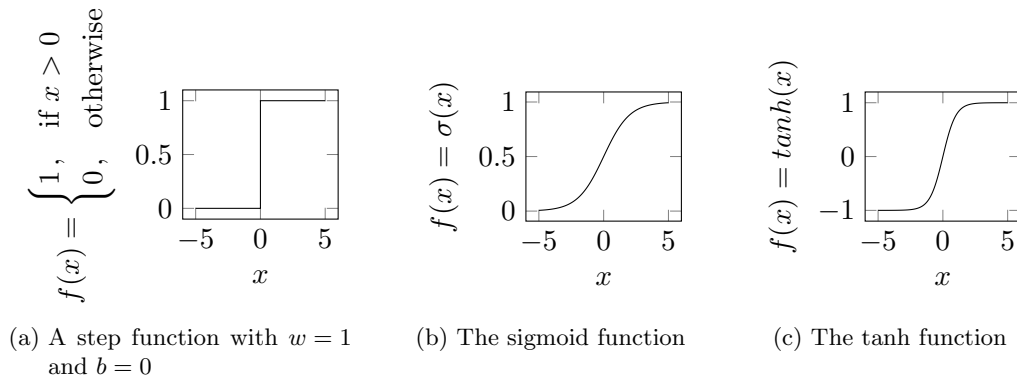 f(x) = { 1, if x > 0
0, otherwise
1
0.5
0
−5 0 5
x
(a) A step function with w = 1
and b = 0
f(x) = σ(x)
1
0.5
0
−5 0 5
x
(b) The sigmoid function
f(x) = tanh(x)
1
0
−1
−5 0 5
x
(c) The tanh function